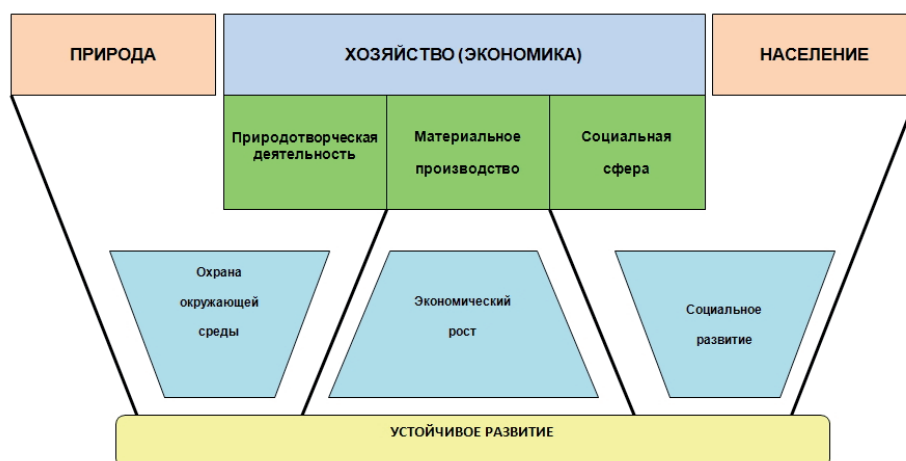 ПРИРОДА
ХОЗЯЙСТВО (ЭКОНОМИКА)
НАСЕЛЕНИЕ
Природотворческая
деятельность
Материальное
производство
Социальная
сфера
Охрана
окружающей
среды
Экономический
рост
Социальное
развитие
УСТОЙЧИВОЕ РАЗВИТИЕ